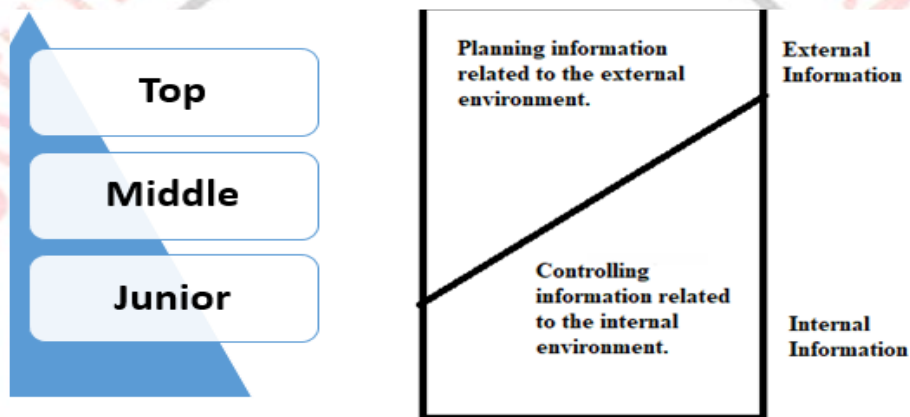 Top
Middle
Junior
Planning information
related to the external
environment.
External
Information
Controlling
information related
to the internal
environment.
Internal
Information